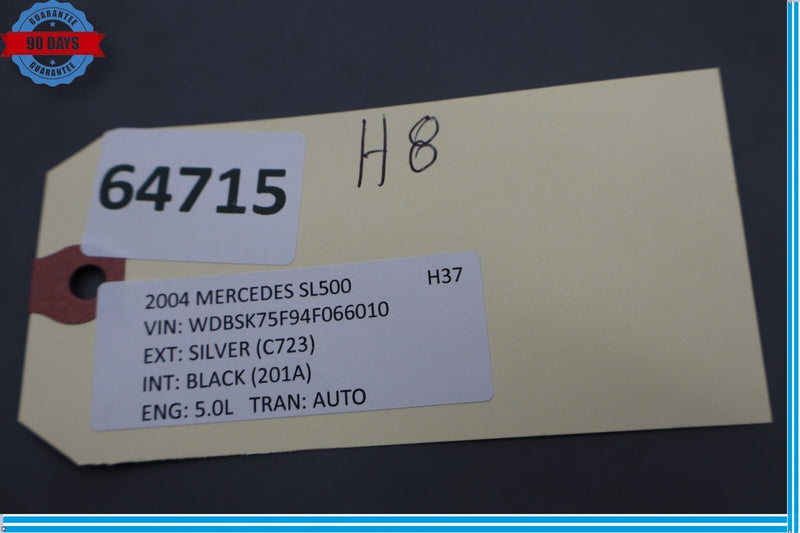 GUARANTEE
90 DAYS
GUARANTEE
H 8
64715
2004 MERCEDES SL500 H37
VIN: WDBSK75F94F066010
EXT: SILVER (C723)
INT: BLACK (201A)
ENG: 5.0L TRAN: AUTO